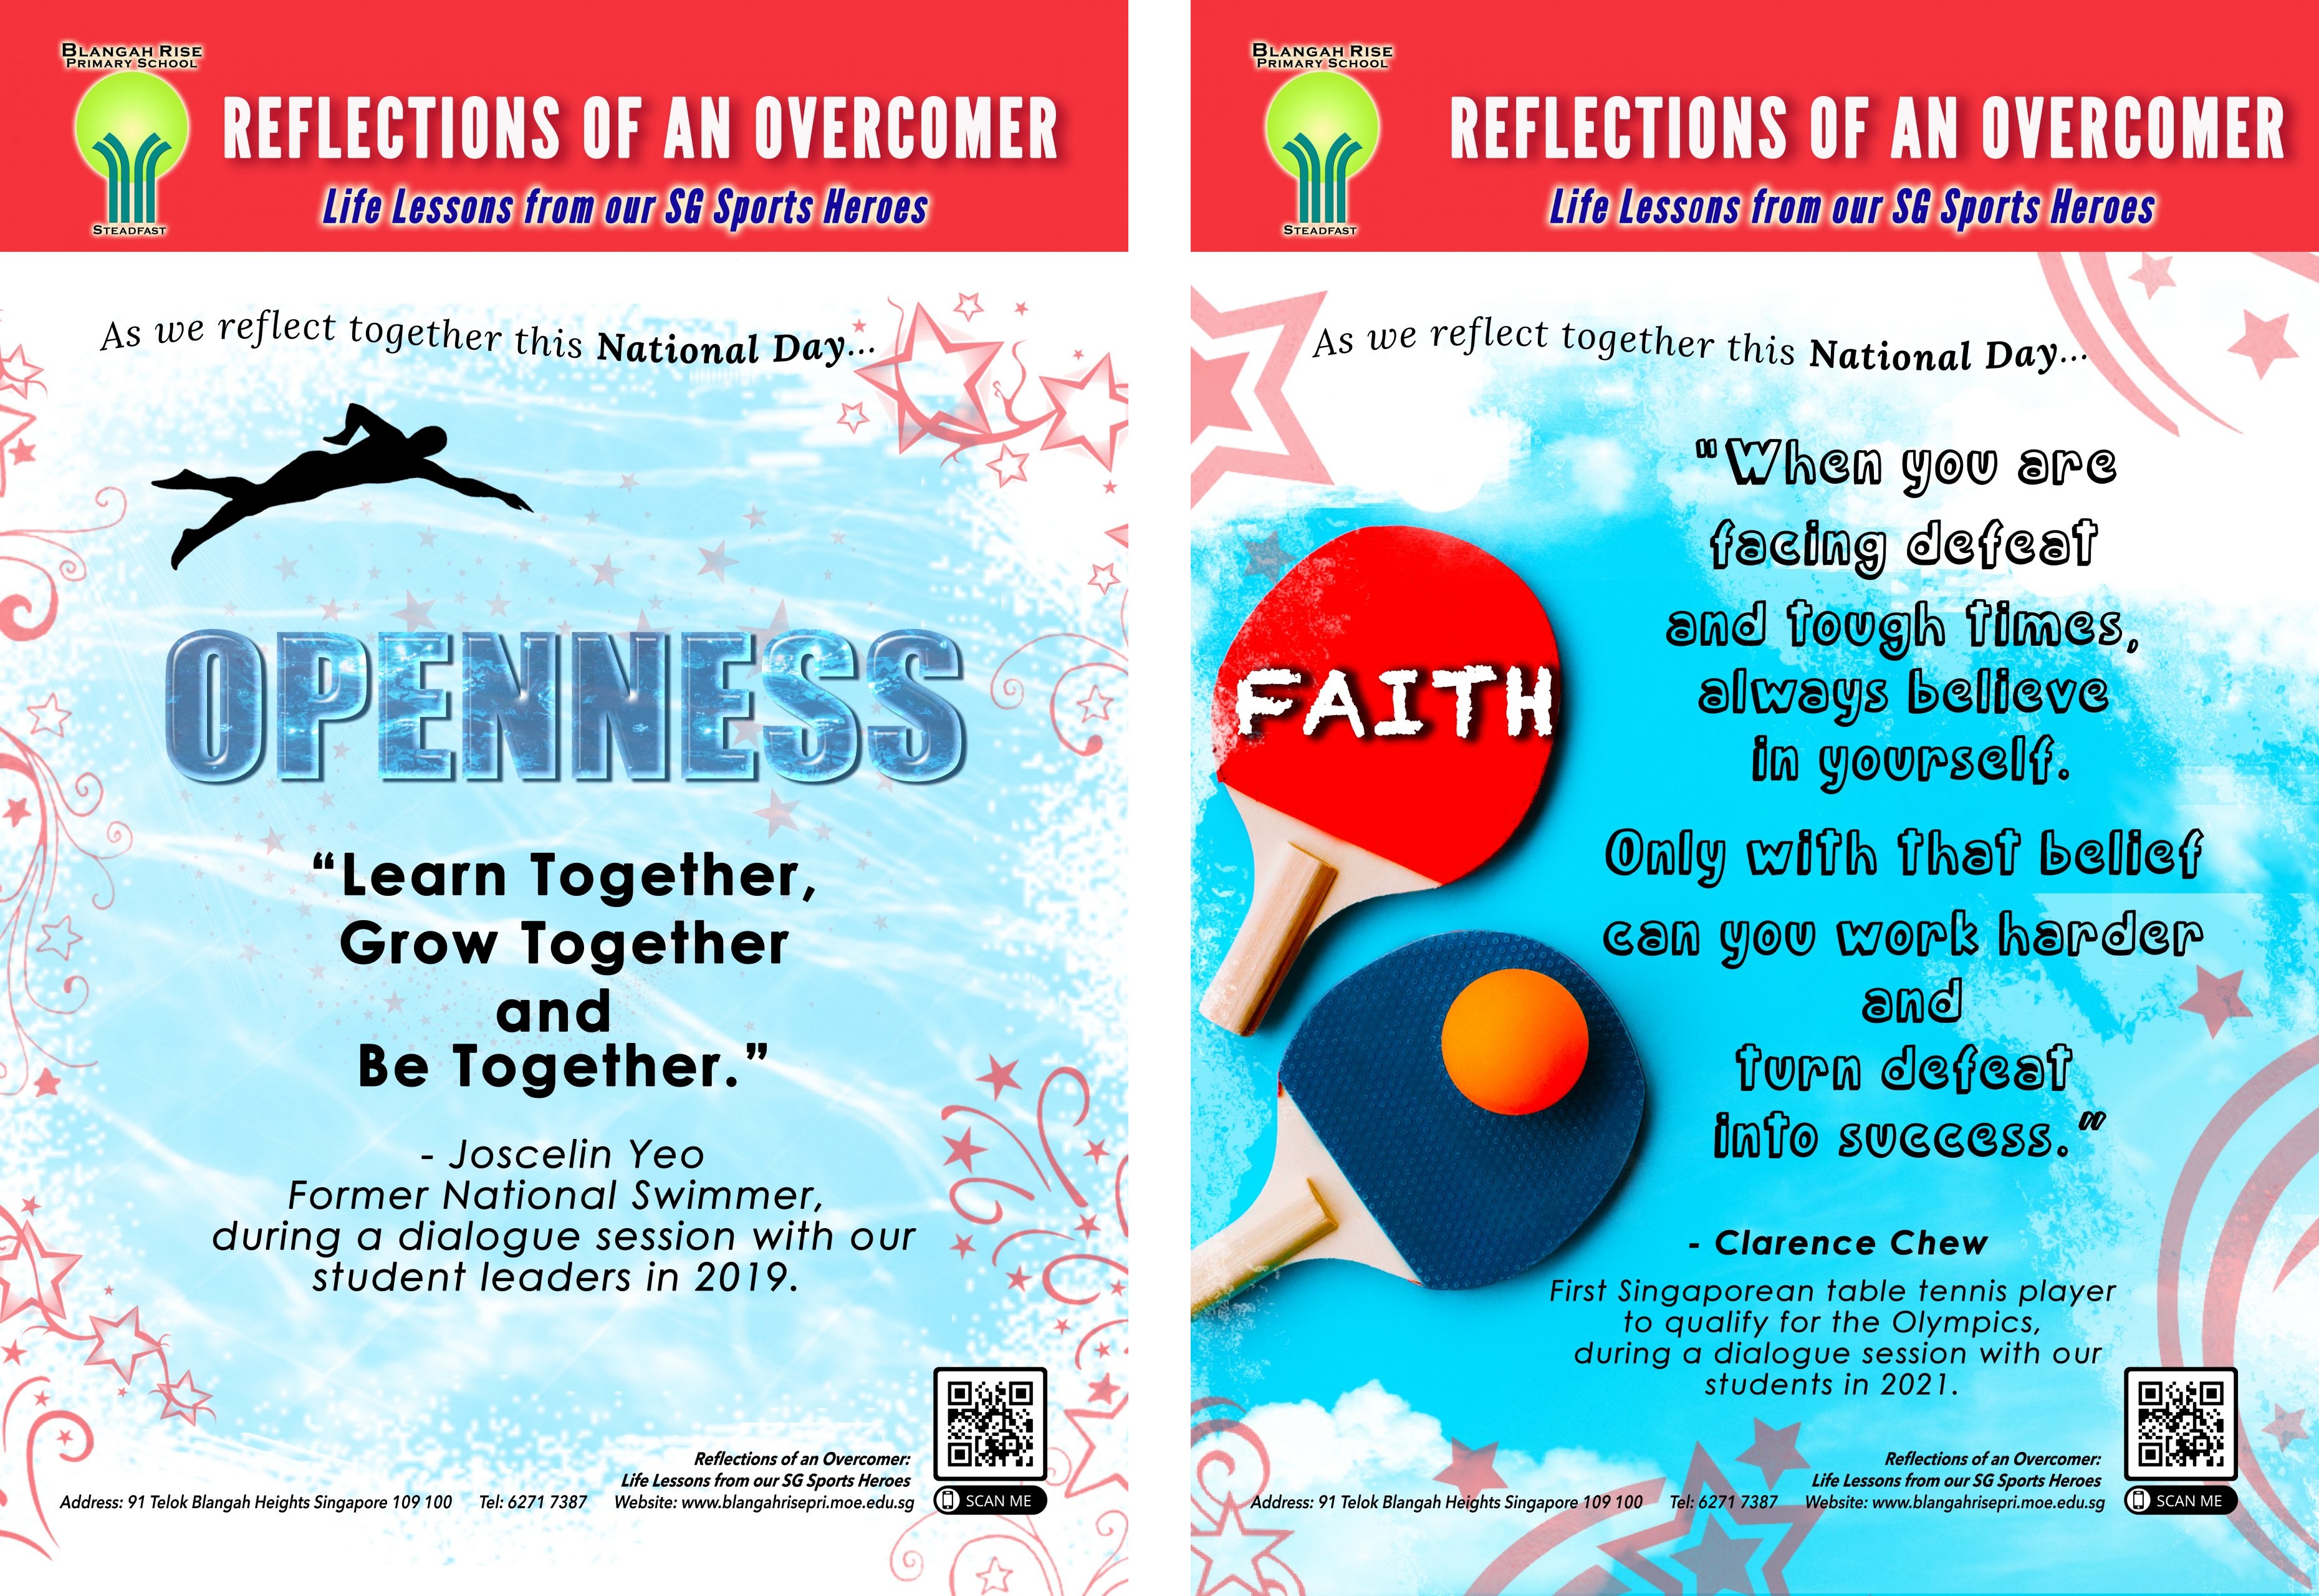 BLANGAH RISE
PRIMARY SCHOOL
STEADFAST
REFLECTIONS OF AN OVERCOMER
Life Lessons from our SG Sports Heroes
As we reflect together this National Day...
OPENNESS
“Learn Together,
Grow Together
and
Be Together.”
- Joscelin Yeo
Former National Swimmer,
during a dialogue session with our
student leaders in 2019.
Reflections of an Overcomer:
Life Lessons from our SG Sports Heroes
Address: 91 Telok Blangah Heights Singapore 109 100 Tel: 6271 7387 Website: www.blangahrisepri.moe.edu.sg
SCAN ME
BLANGAH RISE
PRIMARY SCHOOL
STEADFAST
REFLECTIONS OF AN OVERCOMER
Life Lessons from our SG Sports Heroes
As we reflect together this National Day...
FAITH
"When you are
facing defeat
and tough times,
always believe
in yourself.
Only with that belief
can you work harder
and
turn defeat
into success."
- Clarence Chew
First Singaporean table tennis player
to qualify for the Olympics,
during a dialogue session with our
students in 2021.
Reflections of an Overcomer:
Life Lessons from our SG Sports Heroes
Address: 91 Telok Blangah Heights Singapore 109 100 Tel: 6271 7387 Website: www.blangahrisepri.moe.edu.sg
SCAN ME